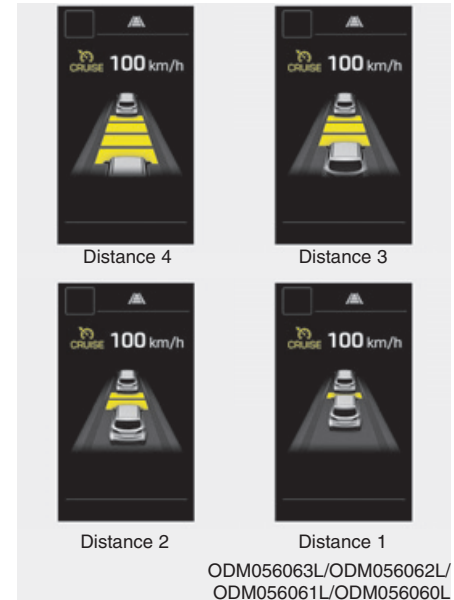 CRUISE 100 km/h
CRUISE 100 km/h
Distance 4
Distance 3
CRUISE 100 km/h
CRUISE 100 km/h
Distance 2
Distance 1
ODM056063L/ODM056062L/
ODM056061L/ODM056060L